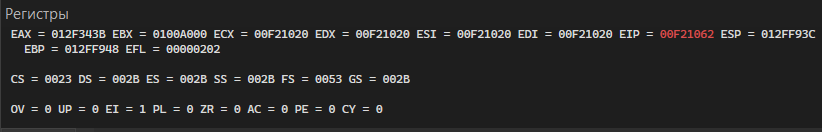 Регистры
EAX = 012F343B EBX = 0100A000 ECX = 00F21020 EDX = 00F21020 ESI = 00F21020 EDI = 00F21020 EIP = 00F21062 ESP = 012FF93C
EBP = 012FF948 EFL = 00000202
CS = 0023 DS = 002B ES = 002B SS = 002B FS = 0053 GS = 002B
OV = 0 UP = 0 EI = 1 PL = 0 ZR = 0 AC = 0 PE = 0 CY = 0